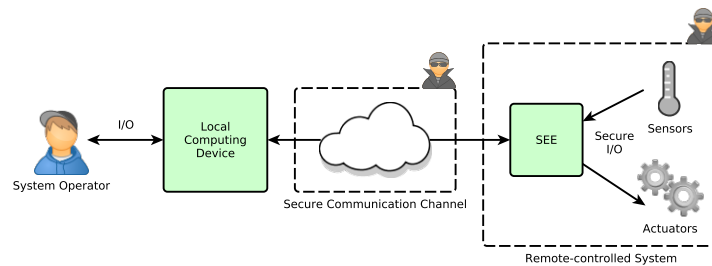 System Operator
I/O
Local
Computing
Device
Secure Communication Channel
SEE
Secure
I/O
Sensors
Actuators
Remote-controlled System